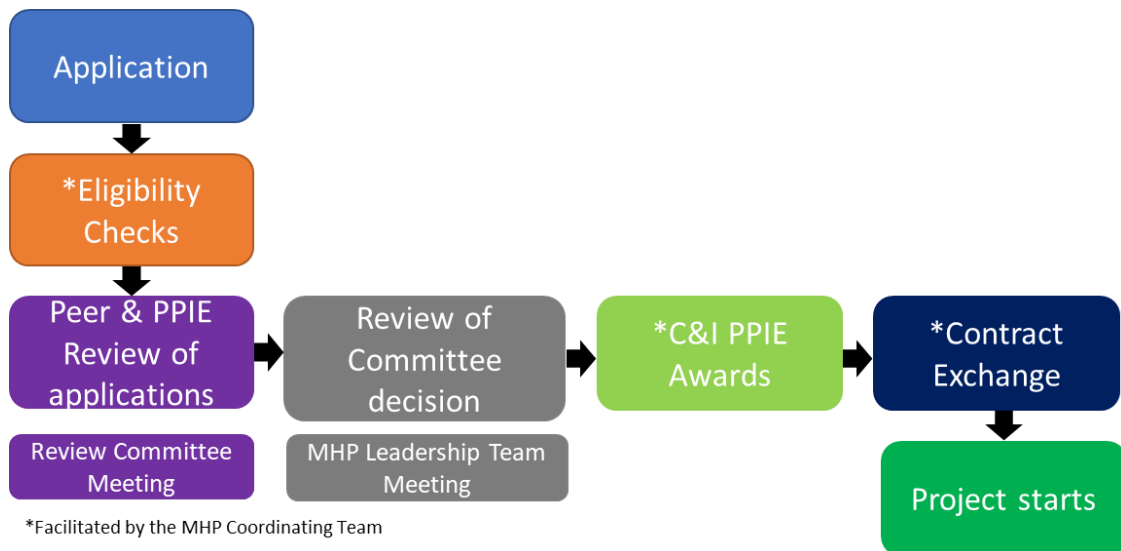 Application
*Eligibility
Checks
Peer & PPIE
Review of
applications
Review of
Committee
decision
*C&I PPIE
Awards
*Contract
Exchange
Review Committee
Meeting
MHP Leadership Team
Meeting
Project starts
*Facilitated by the MHP Coordinating Team